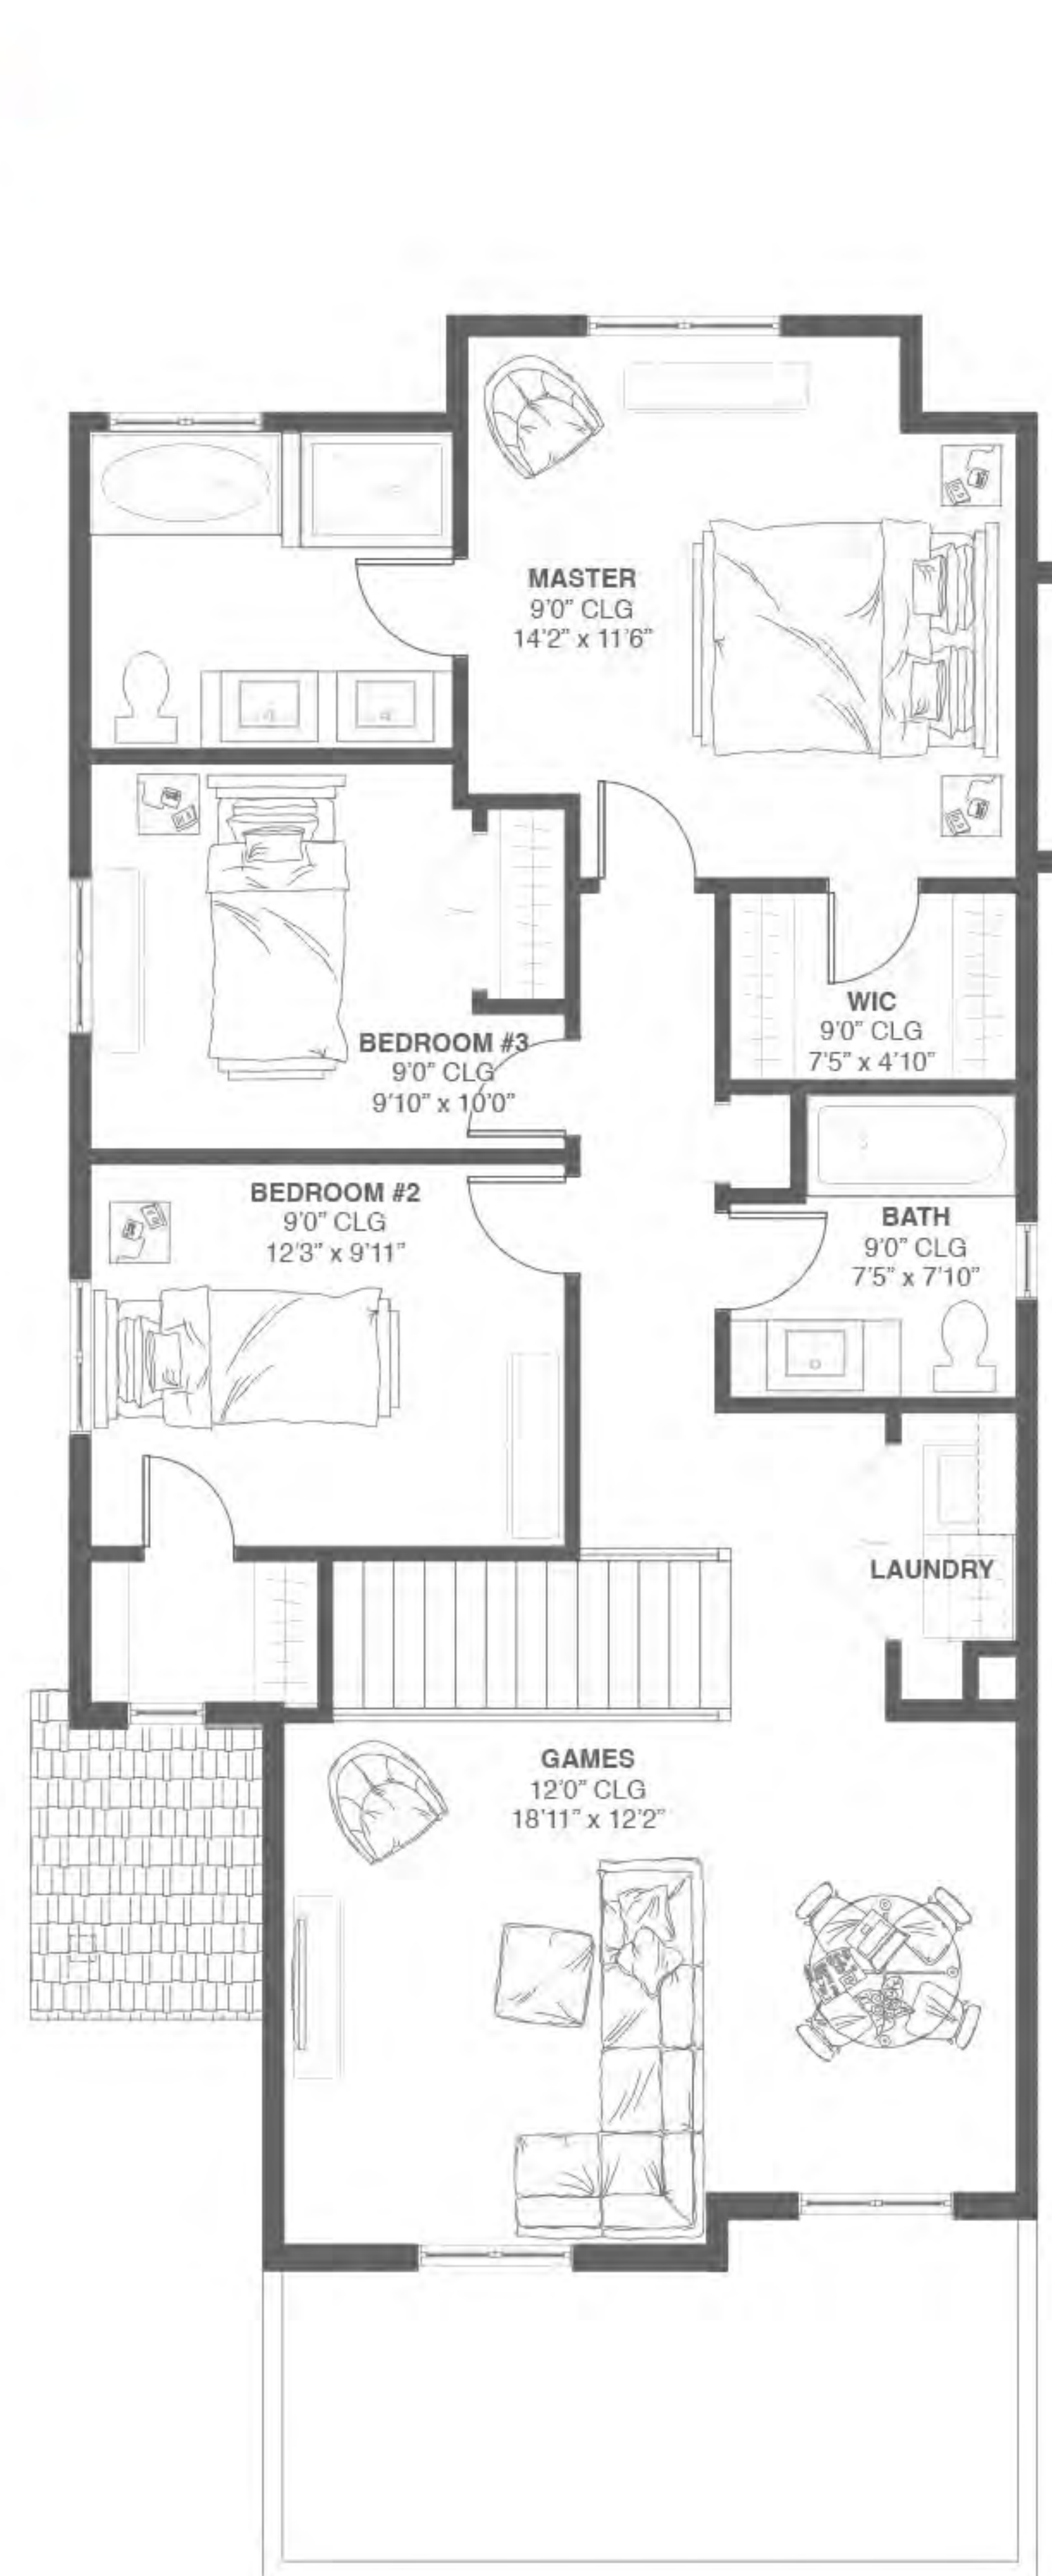 MASTER
9'0" CLG
14'2" x 11'6"
WIC
9'0" CLG
7'5" x 4'10"
BEDROOM #3
9'0" CLG
9'10" x 10'0"
BEDROOM #2
9'0" CLG
12'3" x 9'11"
BATH
9'0" CLG
7'5" x 7'10"
LAUNDRY
GAMES
12'0" CLG
18'11" x 12'2"